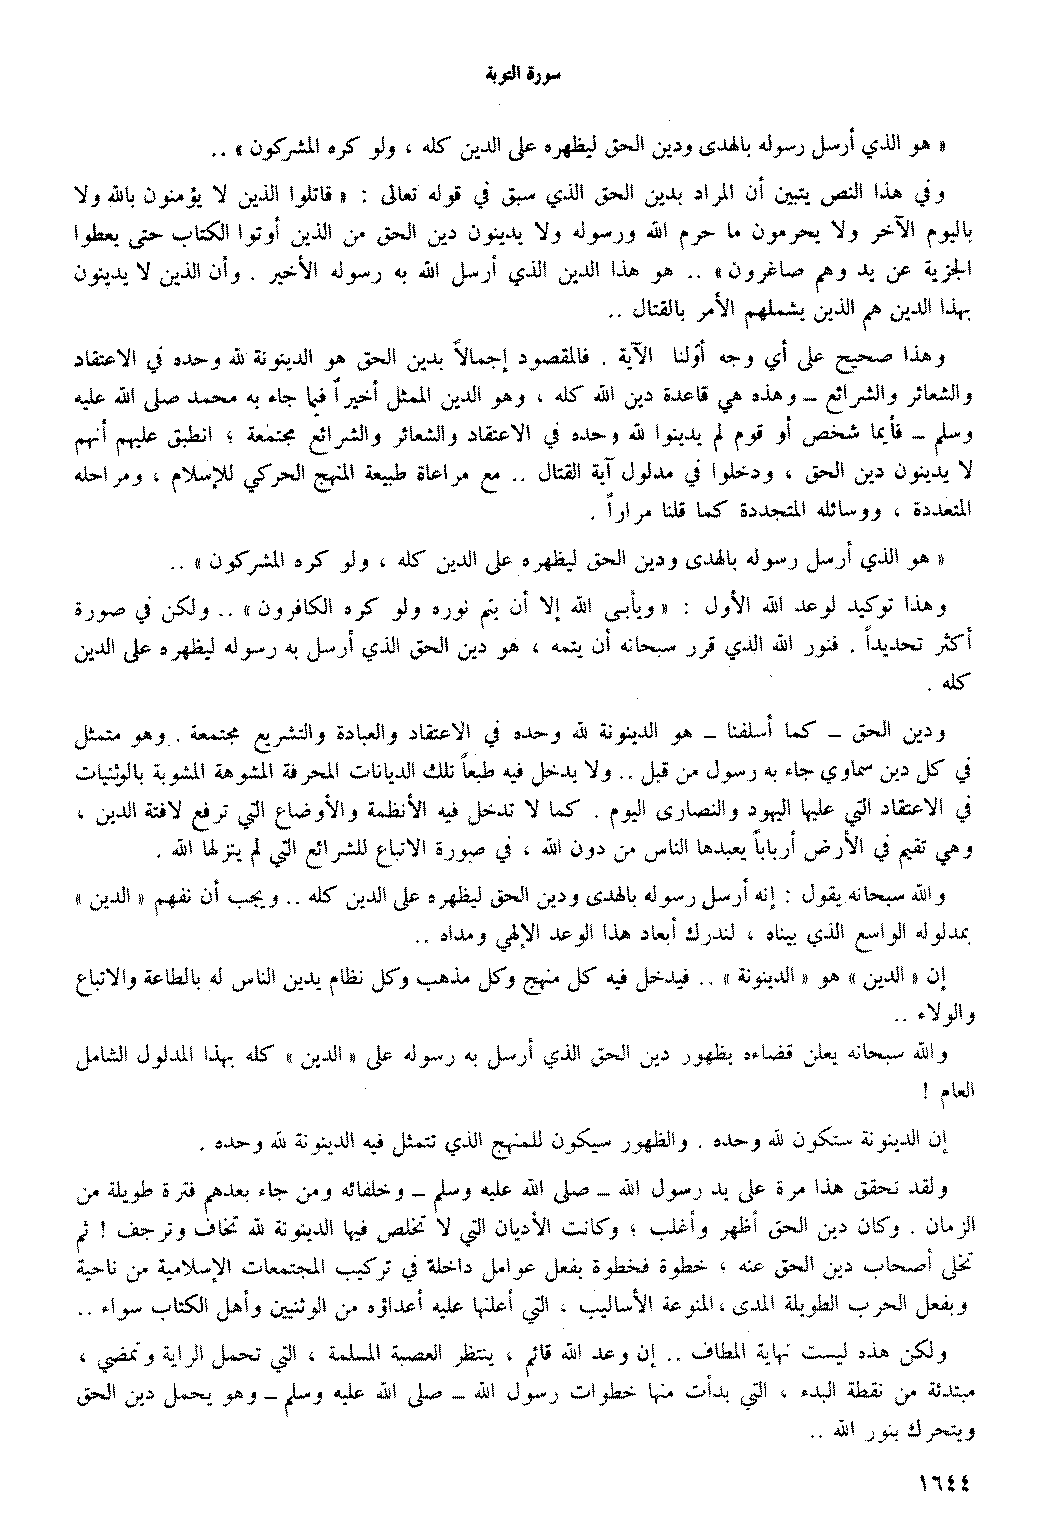 سورة التوبة
« هو الذي أرسل رسوله بالهدى ودين الحق ليظهره على الدين كله ، ولو كره المشركون » ..
وفي هذا النص يتبين أن المراد بدين الحق الذي سبق في قوله تعالى : « قاتلوا الذين لا يؤمنون بالله ولا
باليوم الآخر ولا يحرمون ما حرم الله ورسوله ولا يدينون دين الحق من الذين أوتوا الكتاب حتى يعطوا
الجزية عن يد وهم صاغرون » .. هو هذا الدين الذي أرسل الله به رسوله الأخير . وأن الذين لا يدينون
بهذا الدين هم الذين يشملهم الأمر بالقتال ..
وهذا صحيح على أي وجه أوّلنا الآية . فالمقصود إجمالاً بدين الحق هو الدينونة لله وحده في الاعتقاد
والشعائر والشرائع – وهذه هي قاعدة دين الله كله ، وهو الدين الممثل أخيراً فيما جاء به محمد صلى الله عليه
وسلم – فأيما شخص أو قوم لم يدينوا لله وحده في الاعتقاد والشعائر والشرائع مجتمعة ؛ انطبق عليهم أنهم
لا يدينون دين الحق ، ودخلوا في مدلول آية القتال .. مع مراعاة طبيعة المنهج الحركي للإسلام ، ومراحله
المتعددة ، ووسائله المتجددة كما قلنا مراراً .
« هو الذي أرسل رسوله بالهدى ودين الحق ليظهره على الدين كله ، ولو كره المشركون » ..
وهذا توكيد لوعد الله الأول : « ويأبى الله إلا أن يتم نوره ولو كره الكافرون » .. ولكن في صورة
أكثر تحديداً . فنور الله الذي قرر سبحانه أن يتمه ، هو دين الحق الذي أرسل به رسوله ليظهره على الدين
كله .
ودين الحق – كما أسلفنا – هو الدينونة لله وحده في الاعتقاد والعبادة والتشريع مجتمعة . وهو متمثل
في كل دين سماوي جاء به رسول من قبل .. ولا يدخل فيه طبعاً تلك الديانات المحرفة المشوهة المشوبة بالوثنيات
في الاعتقاد التي عليها اليهود والنصارى اليوم . كما لا تدخل فيه الأنظمة والأوضاع التي ترفع لافتة الدين ،
وهي تقيم في الأرض أرباباً يعبدها الناس من دون الله ، في صورة الاتباع للشرائع التي لم ينزلها الله .
والله سبحانه يقول : إنه أرسل رسوله بالهدى ودين الحق ليظهره على الدين كله .. ويجب أن نفهم « الدين »
بمدلوله الواسع الذي بيناه ، لندرك أبعاد هذا الوعد الإلهي ومداه ..
إن « الدين » هو « الدينونة » .. فيدخل فيه كل منهج وكل مذهب وكل نظام يدين الناس له بالطاعة والاتباع
والولاء ..
والله سبحانه يعلن قضاءه بظهور دين الحق الذي أرسل به رسوله على « الدين » كله بهذا المدلول الشامل
العام !
إن الدينونة ستكون لله وحده . والظهور سيكون للمنهج الذي تتمثل فيه الدينونة لله وحده .
ولقد تحقق هذا مرة على يد رسول الله – صلى الله عليه وسلم – وخلفائه ومن جاء بعدهم فترة طويلة من
الزمان . وكان دين الحق أظهر وأغلب ؛ وكانت الأديان التي لا تخلص فيها الدينونة لله تخاف وترجف ! ثم
تخلى أصحاب دين الحق عنه ؛ خطوة فخطوة بفعل عوامل داخلة في تركيب المجتمعات الإسلامية من ناحية
وبفعل الحرب الطويلة المدى ، المنوعة الأساليب ، التي أعلنها عليه أعداؤه من الوثنيين وأهل الكتاب سواء ..
ولكن هذه ليست نهاية المطاف .. إن وعد الله قائم ، ينتظر العصبة المسلمة ، التي تحمل الراية وتمضي ،
مبتدئة من نقطة البدء ، التي بدأت منها خطوات رسول الله – صلى الله عليه وسلم – وهو يحمل دين الحق
ويتحرك بنور الله ..
١٦٤٤